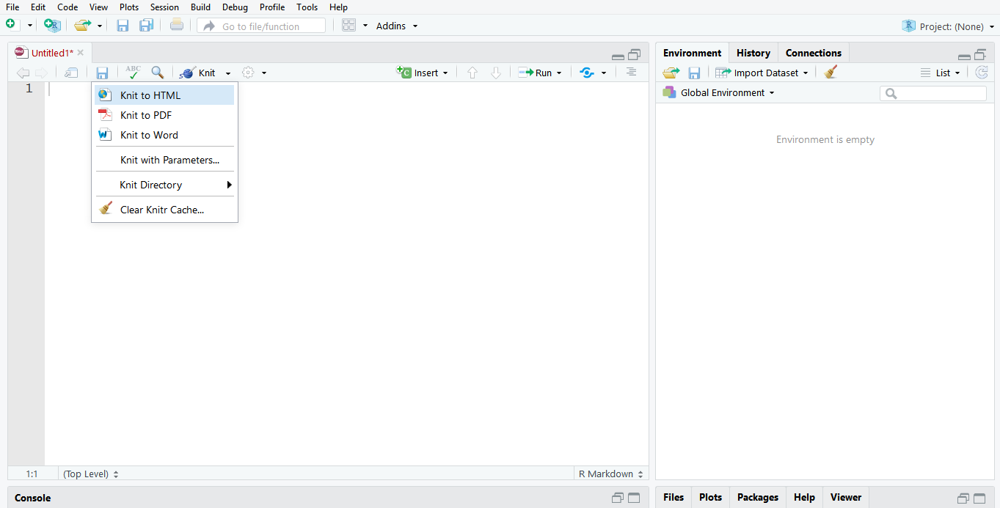 File Edit Code View Plots Session Build Debug Profile Tools Help
R Go to file/function Addins R Project: (None)
Rmd Untitled1* Environment History Connections
ABC Knit Insert Run Import Dataset List
1 Global Environment
Knit to HTML
Knit to PDF
Knit to Word
Knit with Parameters...
Knit Directory
Clear Knitr Cache...
Environment is empty
1:1 (Top Level) R Markdown
Console Files Plots Packages Help Viewer